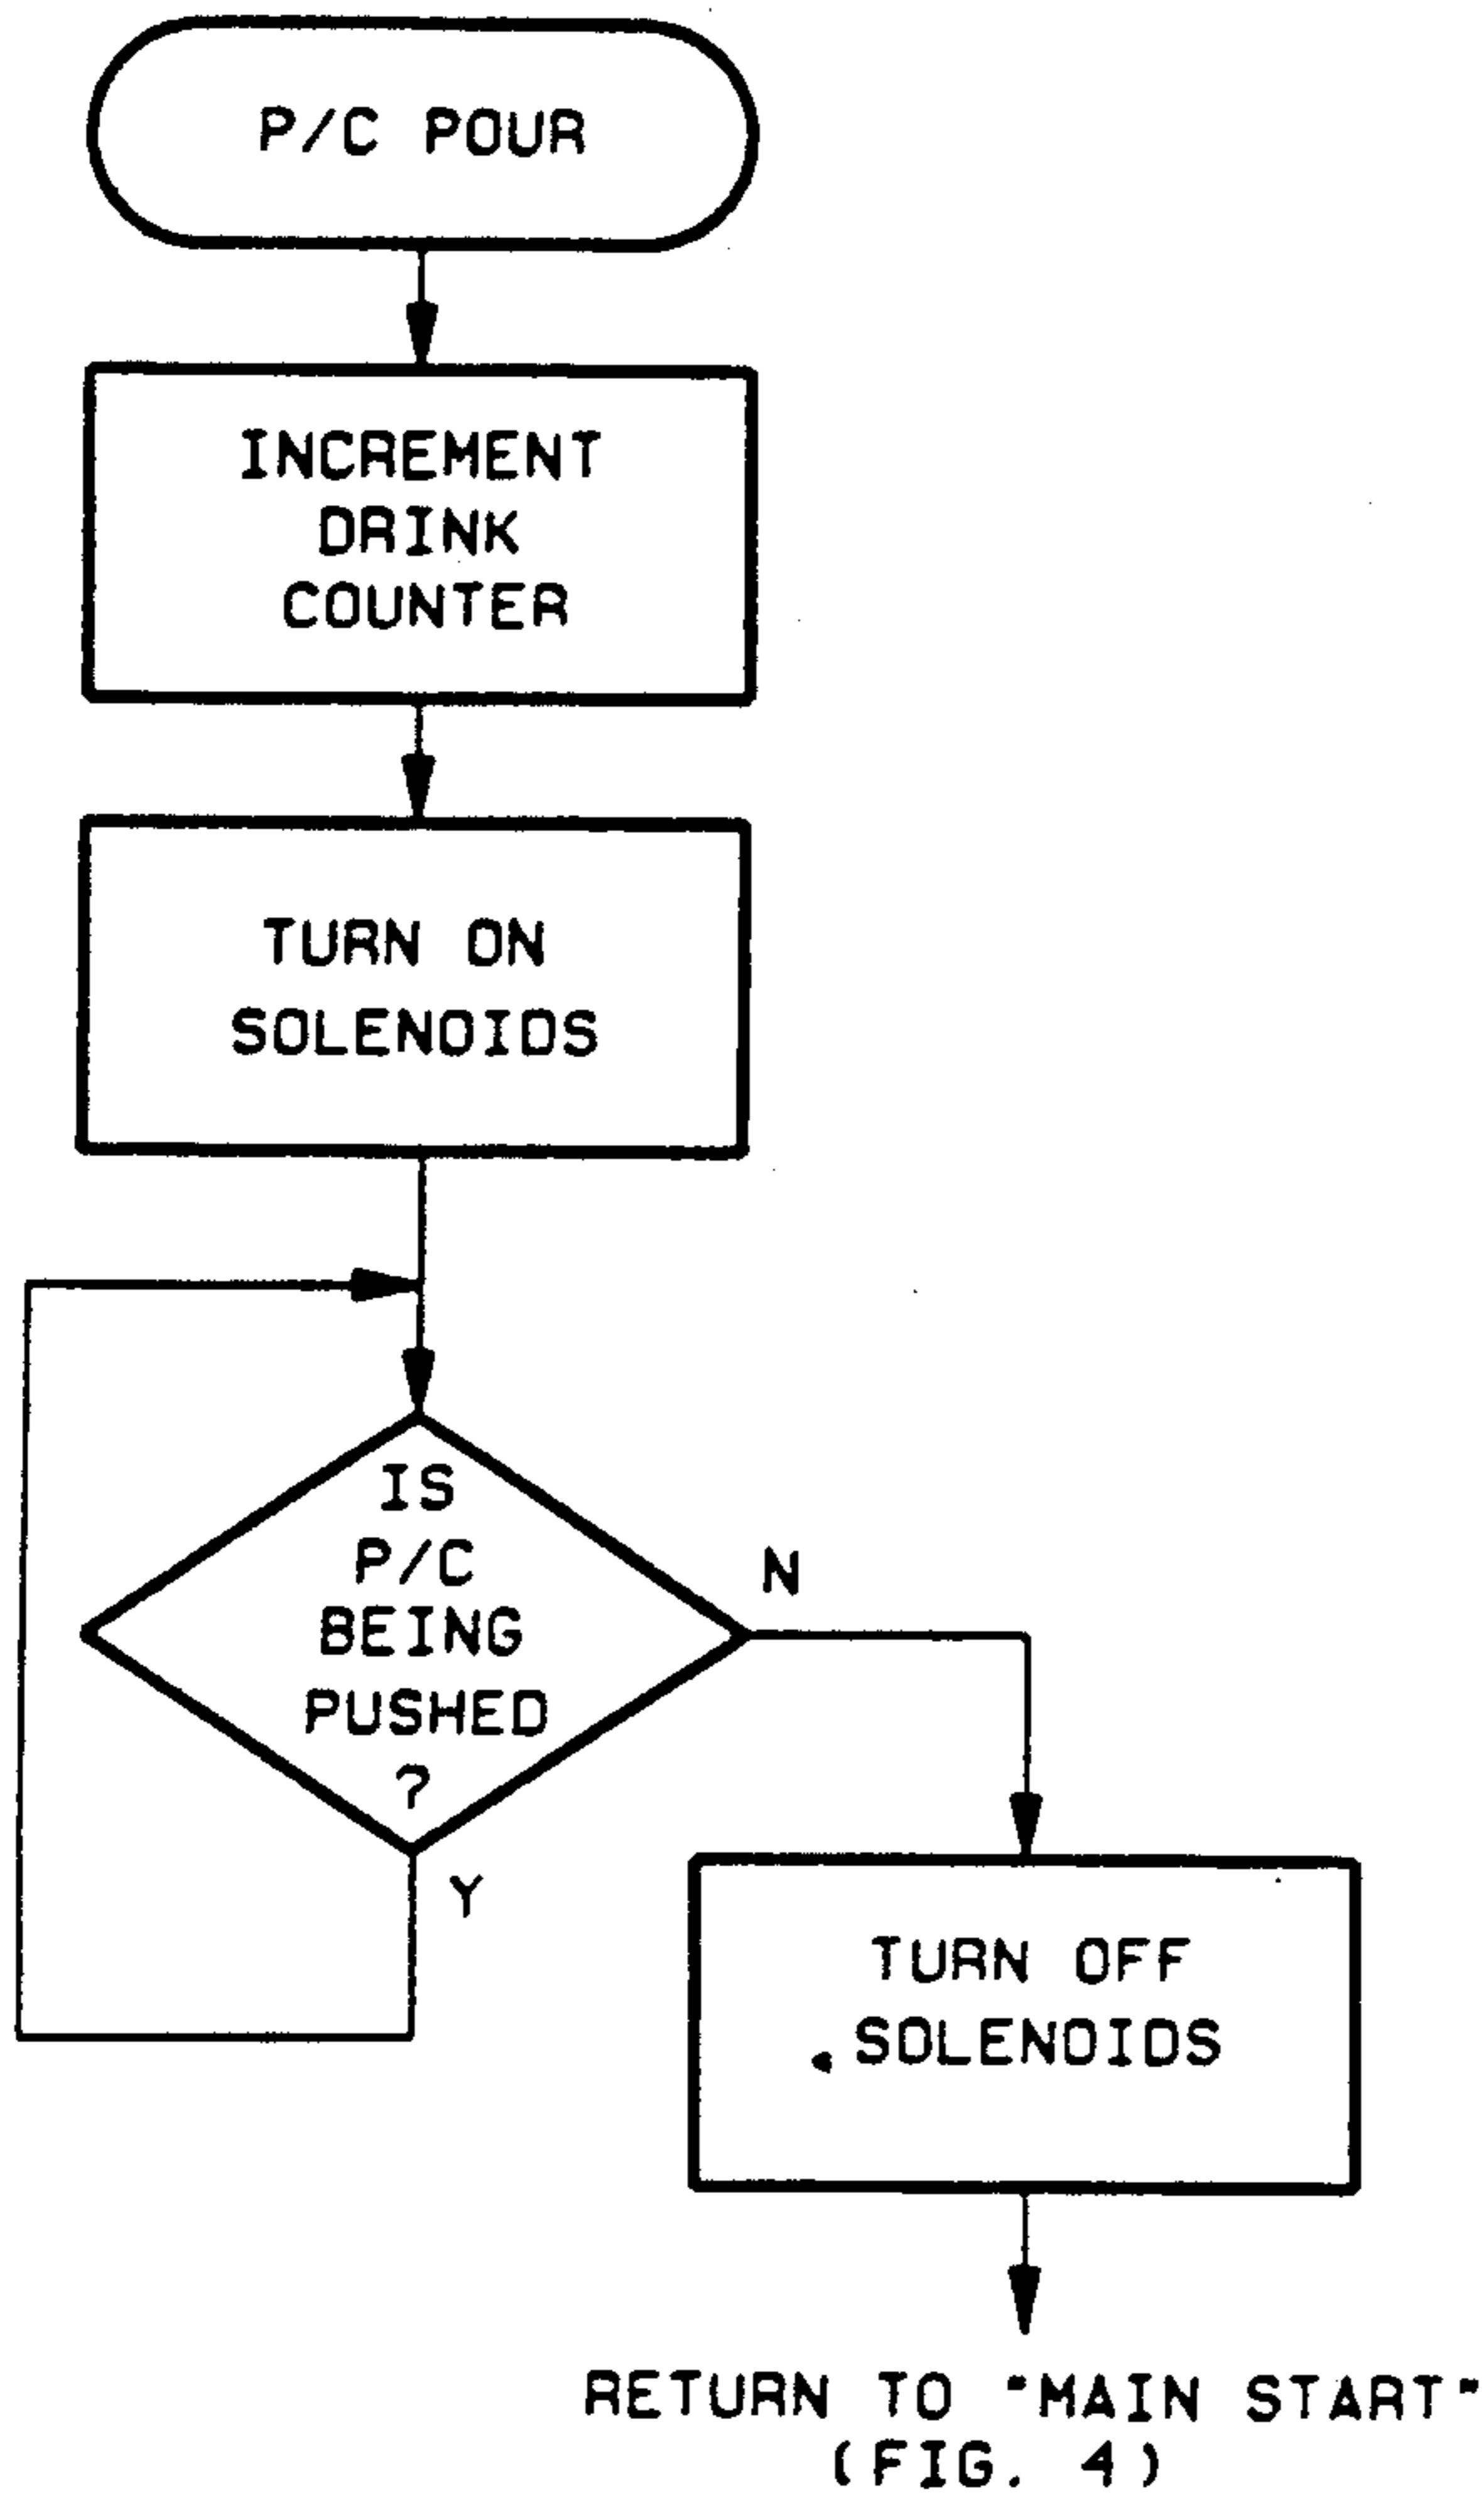 P/C POUR
INCREMENT
DRINK
COUNTER
TURN ON
SOLENOIDS
IS
P/C
BEING
PUSHED
?
N
Y
TURN OFF
SOLENOIDS
RETURN TO "MAIN START"
(FIG. 4)